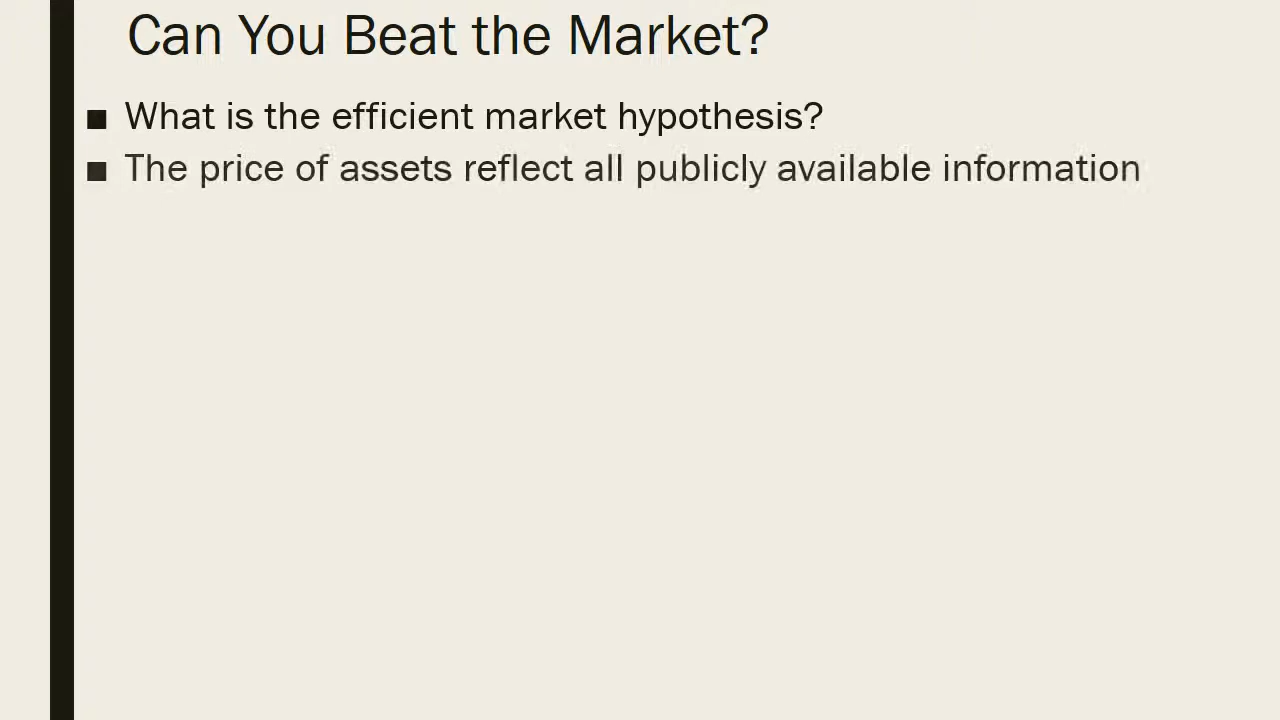 Can You Beat the Market?
■ What is the efficient market hypothesis?
■ The price of assets reflect all publicly available information